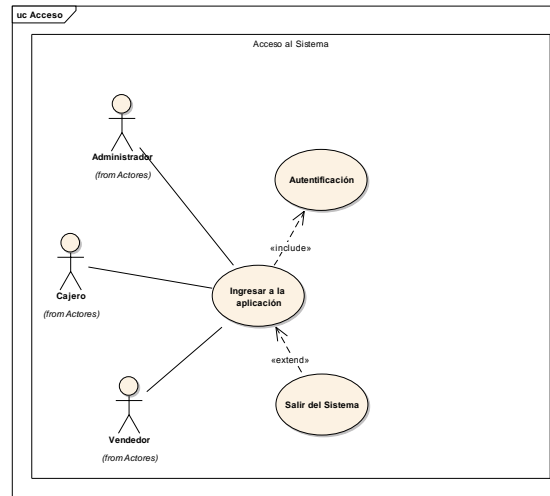 uc Acceso
Acceso al Sistema
Administrador
(from Actores)
Autentificación
«include»
Cajero
(from Actores)
Ingresar a la
aplicación
«extend»
Salir del Sistema
Vendedor
(from Actores)